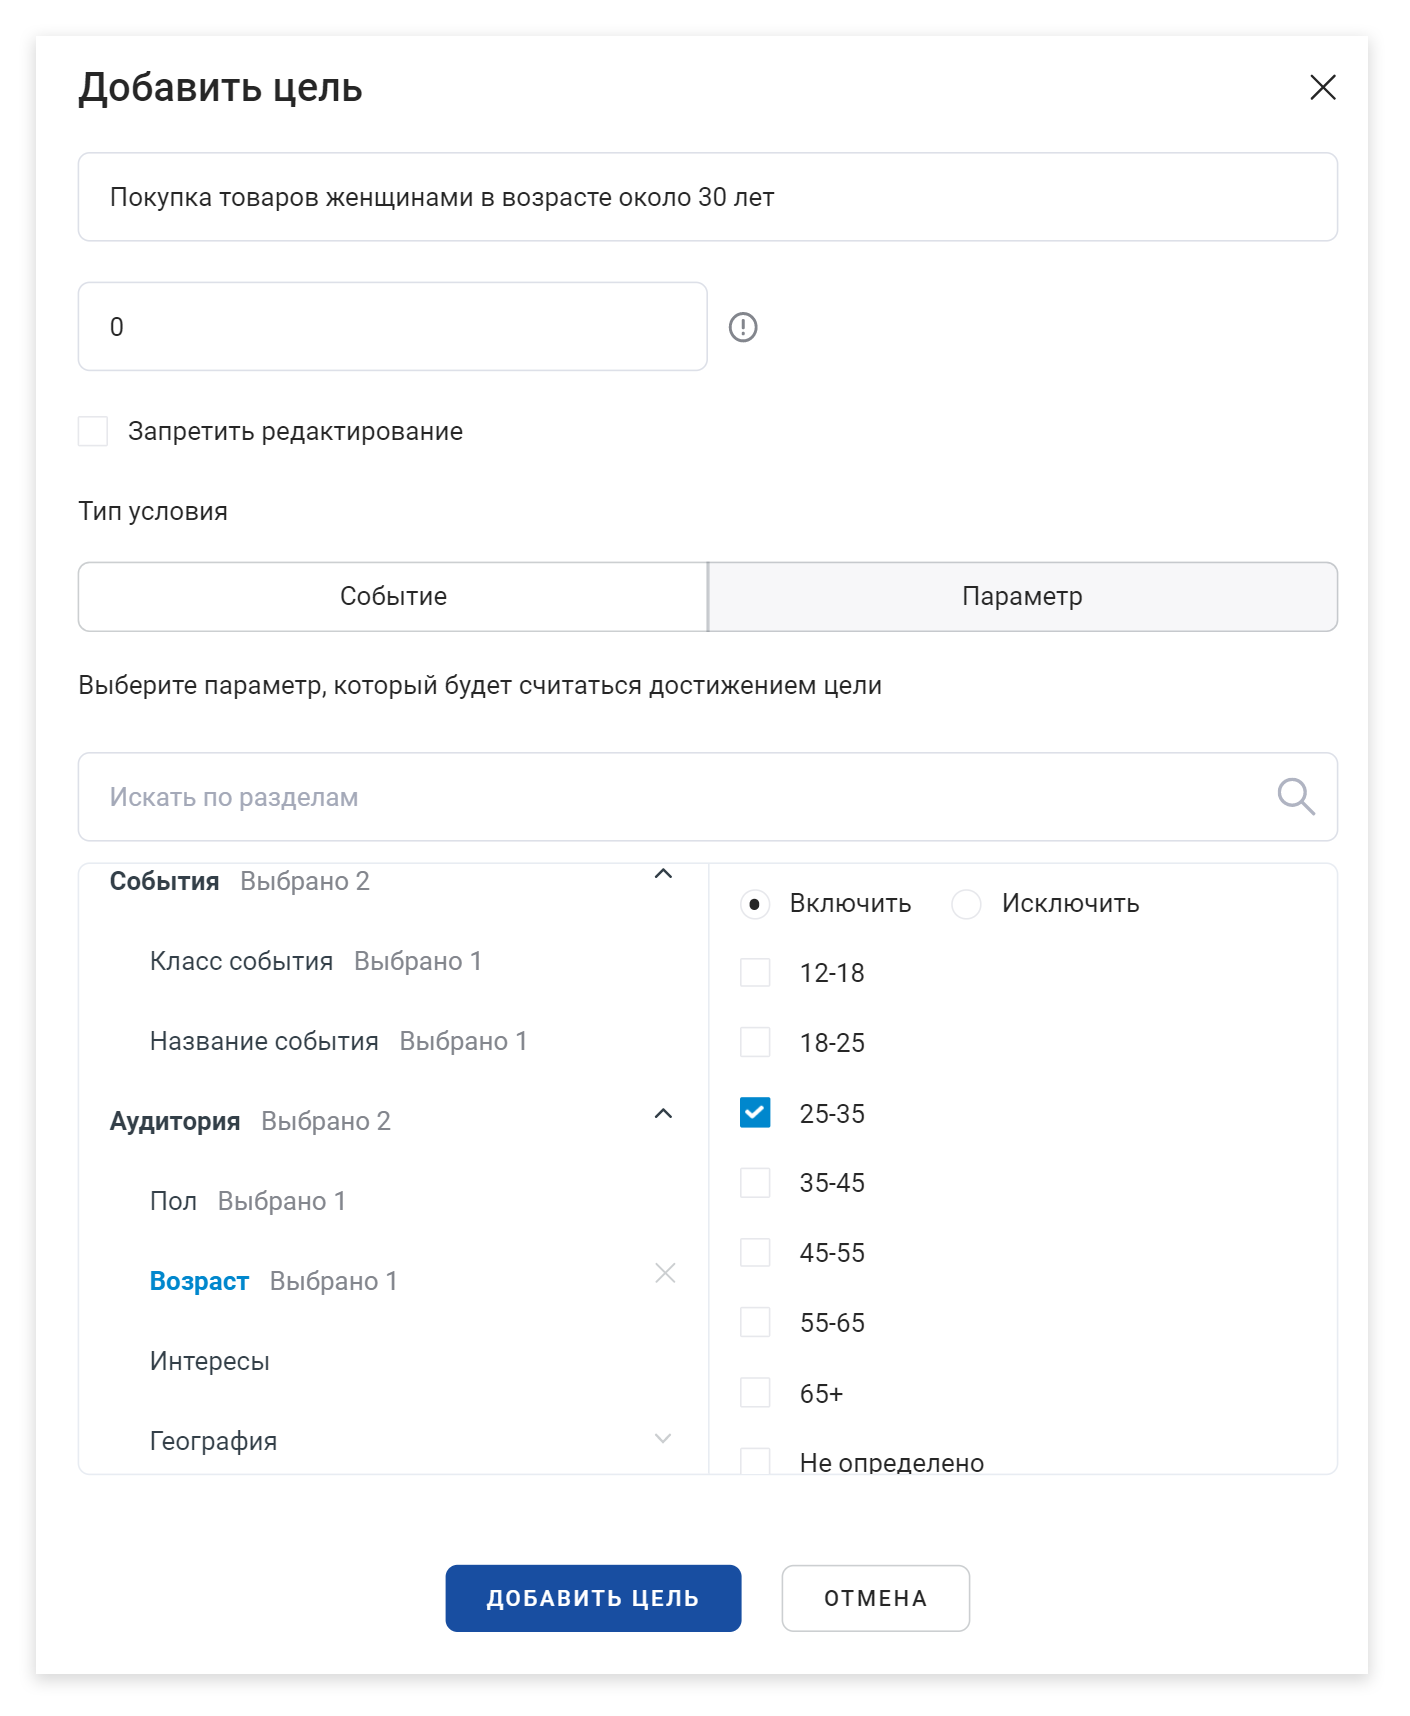 Добавить цель
Покупка товаров женщинами в возрасте около 30 лет
0
Запретить редактирование
Тип условия
Событие
Параметр
Выберите параметр, который будет считаться достижением цели
Искать по разделам
События Выбрано 2
Класс события Выбрано 1
Название события Выбрано 1
Аудитория Выбрано 2
Пол Выбрано 1
Возраст Выбрано 1
Интересы
География
Включить Исключить
12-18
18-25
25-35
35-45
45-55
55-65
65+
Не определено
ДОБАВИТЬ ЦЕЛЬ
ОТМЕНА